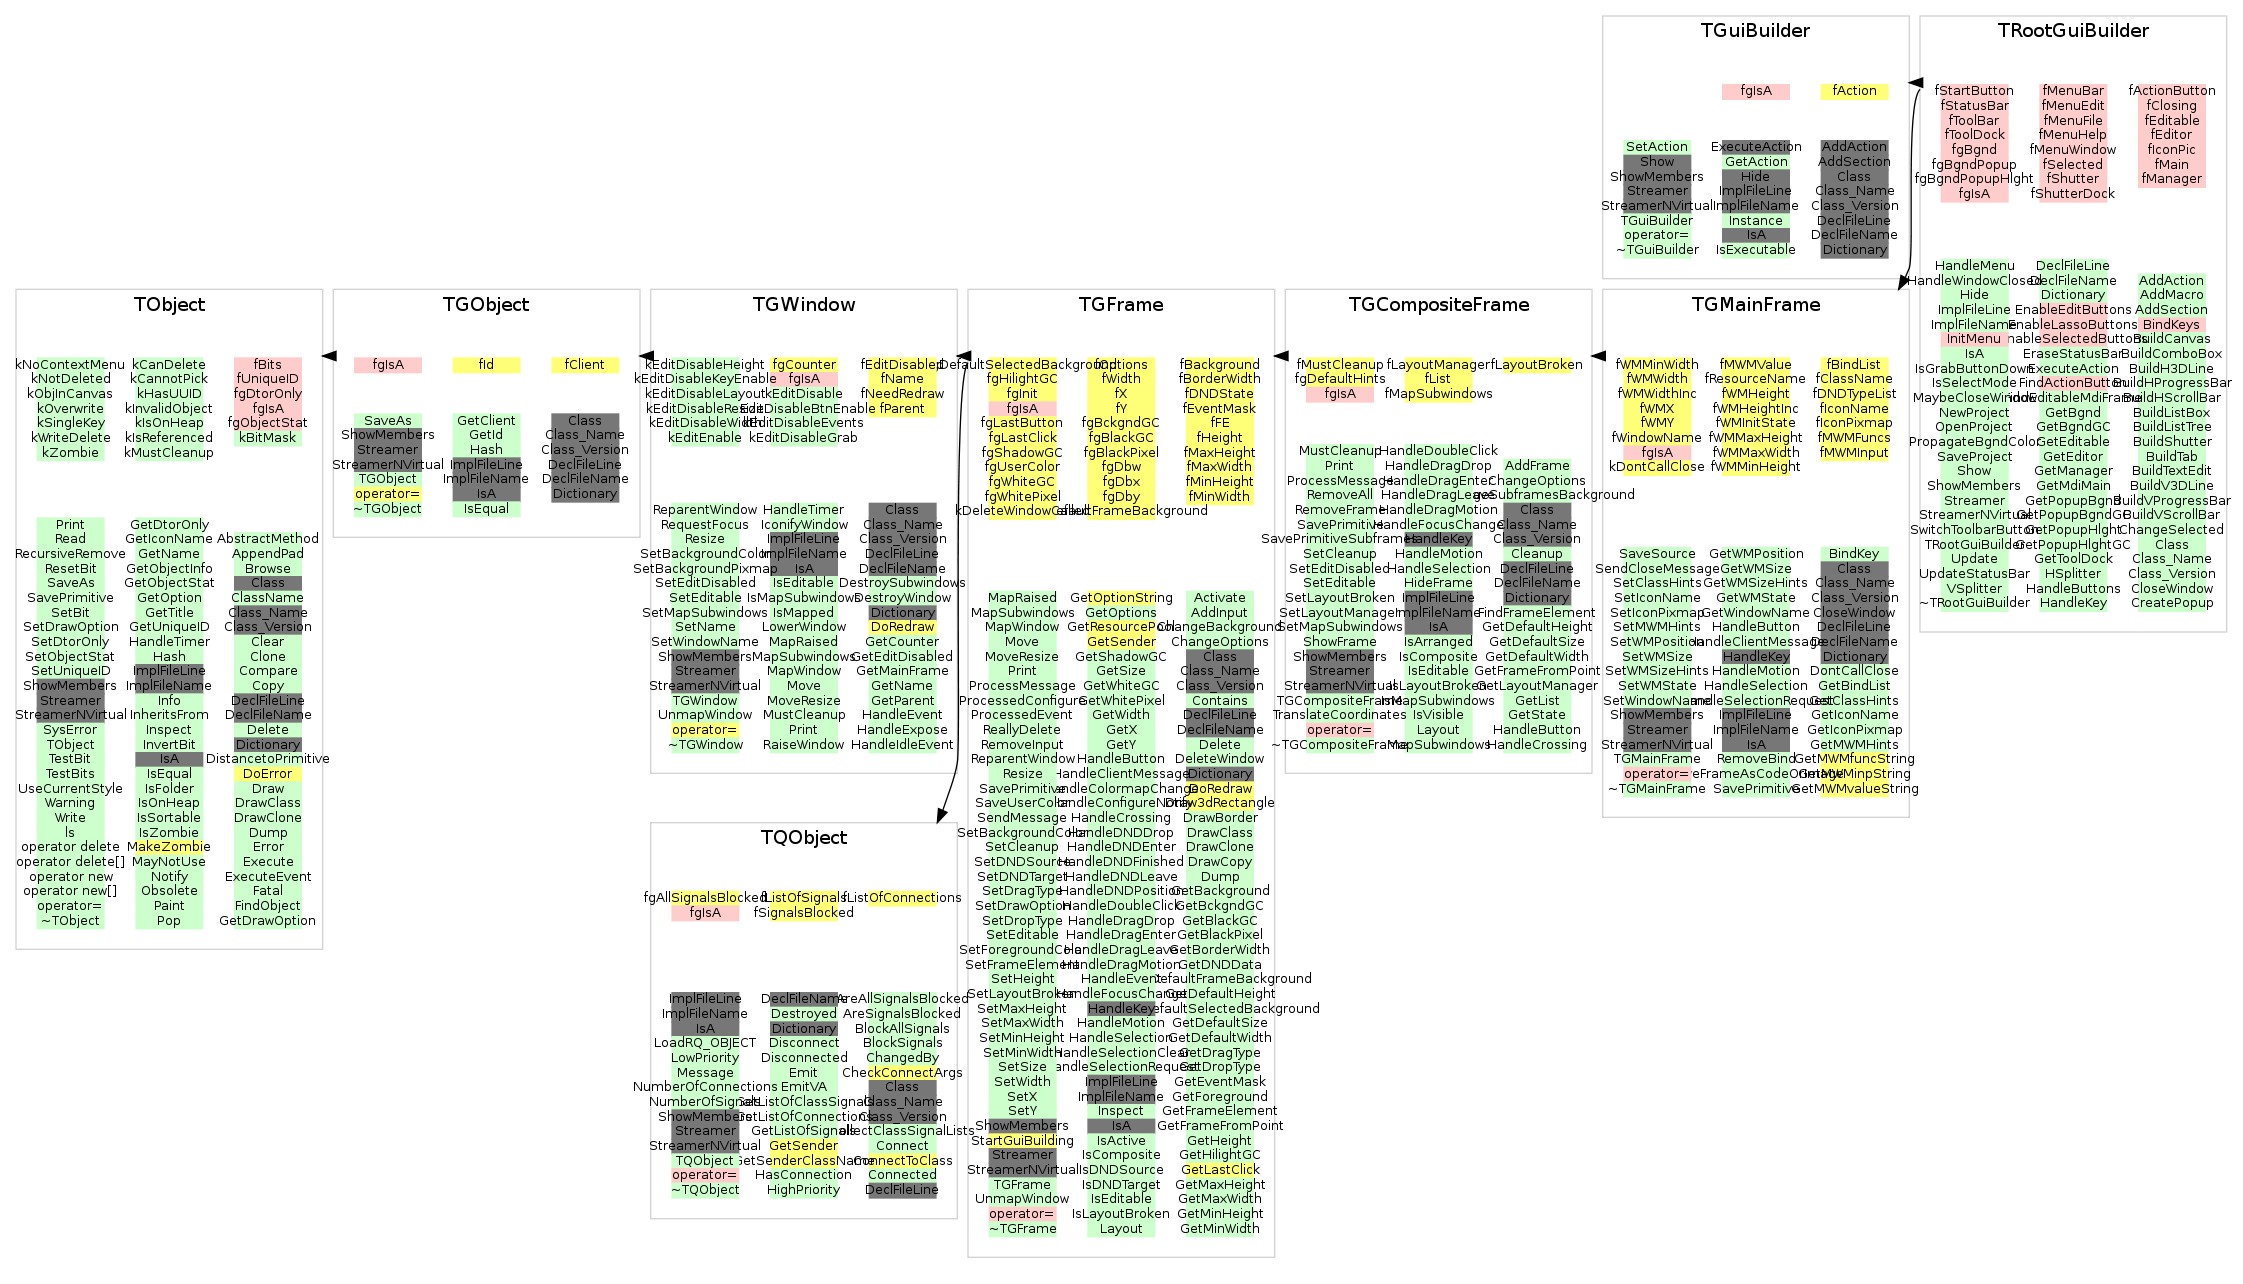 TGuiBuilder
fgIsA
fAction
SetAction
Show
ShowMembers
Streamer
StreamerNVirtual
TGuiBuilder
operator=
~TGuiBuilder
ExecuteAction
GetAction
Hide
ImplFileLine
ImplFileName
Instance
IsA
IsExecutable
AddAction
AddSection
Class
Class_Name
Class_Version
DeclFileLine
DeclFileName
Dictionary
TRootGuiBuilder
fStartButton
fStatusBar
fToolBar
fToolDock
fgBgnd
fgBgndPopup
fgBgndPopupHlght
fgIsA
fMenuBar
fMenuEdit
fMenuFile
fMenuHelp
fMenuWindow
fSelected
fShutter
fShutterDock
fActionButton
fClosing
fEditable
fEditor
fIconPic
fMain
fManager
HandleMenu
HandleWindowClosed
Hide
ImplFileLine
ImplFileName
InitMenu
IsA
IsGrabButtonDown
IsSelectMode
MaybeCloseWindow
NewProject
OpenProject
PropagateBgndColor
SaveProject
Show
ShowMembers
Streamer
StreamerNVirtual
SwitchToolbarButton
TRootGuiBuilder
Update
UpdateStatusBar
VSplitter
~TRootGuiBuilder
DeclFileLine
DeclFileName
Dictionary
EnableEditButtons
EnableLassoButtons
EnableSelectedButtons
EraseStatusBar
ExecuteAction
FindActionButton
FindEditableMdiFrame
GetBgnd
GetBgndGC
GetEditable
GetEditor
GetManager
GetMdiMain
GetPopupBgnd
GetPopupBgndGC
GetPopupHlght
GetPopupHlghtGC
GetToolDock
HSplitter
HandleButtons
HandleKey
AddAction
AddMacro
AddSection
BindKeys
BuildCanvas
BuildComboBox
BuildH3DLine
BuildHProgressBar
BuildHScrollBar
BuildListBox
BuildListTree
BuildShutter
BuildTab
BuildTextEdit
BuildV3DLine
BuildVProgressBar
BuildVScrollBar
ChangeSelected
Class
Class_Name
Class_Version
CloseWindow
CreatePopup
TObject
kNoContextMenu
kNotDeleted
kObjInCanvas
kOverwrite
kSingleKey
kWriteDelete
kZombie
kCanDelete
kCannotPick
kHasUUID
kInvalidObject
kIsOnHeap
kIsReferenced
kMustCleanup
fBits
fUniqueID
fgDtorOnly
fgIsA
fgObjectStat
kBitMask
Print
Read
RecursiveRemove
ResetBit
SaveAs
SavePrimitive
SetBit
SetDrawOption
SetDtorOnly
SetObjectStat
SetUniqueID
ShowMembers
Streamer
StreamerNVirtual
SysError
TObject
TestBit
TestBits
UseCurrentStyle
Warning
Write
ls
operator delete
operator delete[]
operator new
operator new[]
operator=
~TObject
GetDtorOnly
GetIconName
GetName
GetObjectInfo
GetObjectStat
GetOption
GetTitle
GetUniqueID
HandleTimer
Hash
ImplFileLine
ImplFileName
Info
InheritsFrom
Inspect
InvertBit
IsA
IsEqual
IsFolder
IsOnHeap
IsSortable
IsZombie
MakeZombie
MayNotUse
Notify
Obsolete
Paint
Pop
AbstractMethod
AppendPad
Browse
Class
ClassName
Class_Name
Class_Version
Clear
Clone
Compare
Copy
DeclFileLine
DeclFileName
Delete
Dictionary
DistancetoPrimitive
DoError
Draw
DrawClass
DrawClone
Dump
Error
Execute
ExecuteEvent
Fatal
FindObject
GetDrawOption
TGObject
fgIsA
fId
fClient
SaveAs
ShowMembers
Streamer
StreamerNVirtual
TGObject
operator=
~TGObject
GetClient
GetId
Hash
ImplFileLine
ImplFileName
IsA
IsEqual
Class
Class_Name
Class_Version
DeclFileLine
DeclFileName
Dictionary
TGWindow
kEditDisableHeight
kEditDisableKeyEnable
kEditDisableLayout
kEditDisableResize
kEditDisableWidth
kEditEnable
fgCounter
fgIsA
kEditDisable
kEditDisableBtnEnable
kEditDisableEvents
kEditDisableGrab
fEditDisabled
fName
fNeedRedraw
fParent
ReparentWindow
RequestFocus
Resize
SetBackgroundColor
SetBackgroundPixmap
SetEditDisabled
SetEditable
SetMapSubwindows
SetName
SetWindowName
ShowMembers
Streamer
StreamerNVirtual
TGWindow
UnmapWindow
operator=
~TGWindow
HandleTimer
IconifyWindow
ImplFileLine
ImplFileName
IsA
IsEditable
IsMapSubwindows
IsMapped
LowerWindow
MapRaised
MapSubwindows
MapWindow
Move
MoveResize
MustCleanup
Print
RaiseWindow
Class
Class_Name
Class_Version
DeclFileLine
DeclFileName
DestroySubwindows
DestroyWindow
Dictionary
DoRedraw
GetCounter
GetEditDisabled
GetMainFrame
GetName
GetParent
HandleEvent
HandleExpose
HandleIdleEvent
TQObject
fgAllSignalsBlocked
fgIsA
fListOfSignals
fSignalsBlocked
fListOfConnections
ImplFileLine
ImplFileName
IsA
LoadRQ_OBJECT
LowPriority
Message
NumberOfConnections
NumberOfSignals
ShowMembers
Streamer
StreamerNVirtual
TQObject
operator=
~TQObject
DeclFileName
Destroyed
Dictionary
Disconnect
Disconnected
Emit
EmitVA
GetListOfClassSignals
GetListOfConnections
GetListOfSignals
GetSender
GetSenderClassName
HasConnection
HighPriority
AreAllSignalsBlocked
AreSignalsBlocked
BlockAllSignals
BlockSignals
ChangedBy
CheckConnectArgs
Class
Class_Name
Class_Version
CollectClassSignalLists
Connect
ConnectToClass
Connected
DeclFileLine
TGFrame
fgDefaultSelectedBackground
fgHilightGC
fgInit
fgIsA
fgLastButton
fgLastClick
fgShadowGC
fgUserColor
fgWhiteGC
fgWhitePixel
kDeleteWindowCalled
fOptions
fWidth
fX
fY
fgBckgndGC
fgBlackGC
fgBlackPixel
fgDbw
fgDbx
fgDby
fgDefaultFrameBackground
fBackground
fBorderWidth
fDNDState
fEventMask
fFE
fHeight
fMaxHeight
fMaxWidth
fMinHeight
fMinWidth
MapRaised
MapSubwindows
MapWindow
Move
MoveResize
Print
ProcessMessage
ProcessedConfigure
ProcessedEvent
ReallyDelete
RemoveInput
ReparentWindow
Resize
SavePrimitive
SaveUserColor
SendMessage
SetBackgroundColor
SetCleanup
SetDNDSource
SetDNDTarget
SetDragType
SetDrawOption
SetDropType
SetEditable
SetForegroundColor
SetFrameElement
SetHeight
SetLayoutBroken
SetMaxHeight
SetMaxWidth
SetMinHeight
SetMinWidth
SetSize
SetWidth
SetX
SetY
ShowMembers
StartGuiBuilding
Streamer
StreamerNVirtual
TGFrame
UnmapWindow
operator=
~TGFrame
GetOptionString
GetOptions
GetResourcePool
GetSender
GetShadowGC
GetSize
GetWhiteGC
GetWhitePixel
GetWidth
GetX
GetY
HandleButton
HandleClientMessage
HandleColormapChange
HandleConfigureNotify
HandleCrossing
HandleDNDDrop
HandleDNDEnter
HandleDNDFinished
HandleDNDLeave
HandleDNDPosition
HandleDoubleClick
HandleDragDrop
HandleDragEnter
HandleDragLeave
HandleDragMotion
HandleEvent
HandleFocusChange
HandleKey
HandleMotion
HandleSelection
HandleSelectionClear
HandleSelectionRequest
ImplFileLine
ImplFileName
Inspect
IsA
IsActive
IsComposite
IsDNDSource
IsDNDTarget
IsEditable
IsLayoutBroken
Layout
Activate
AddInput
ChangeBackground
ChangeOptions
Class
Class_Name
Class_Version
Contains
DeclFileLine
DeclFileName
Delete
DeleteWindow
Dictionary
DoRedraw
Draw3dRectangle
DrawBorder
DrawClass
DrawClone
DrawCopy
Dump
GetBackground
GetBckgndGC
GetBlackGC
GetBlackPixel
GetBorderWidth
GetDNDData
GetDefaultFrameBackground
GetDefaultHeight
GetDefaultSelectedBackground
GetDefaultSize
GetDefaultWidth
GetDragType
GetDropType
GetEventMask
GetForeground
GetFrameElement
GetFrameFromPoint
GetHeight
GetHilightGC
GetLastClick
GetMaxHeight
GetMaxWidth
GetMinHeight
GetMinWidth
TGCompositeFrame
fMustCleanup
fgDefaultHints
fgIsA
fLayoutManager
fList
fMapSubwindows
fLayoutBroken
MustCleanup
Print
ProcessMessage
RemoveAll
RemoveFrame
SavePrimitive
SavePrimitiveSubframes
SetCleanup
SetEditDisabled
SetEditable
SetLayoutBroken
SetLayoutManager
SetMapSubwindows
ShowFrame
ShowMembers
Streamer
StreamerNVirtual
TGCompositeFrame
TranslateCoordinates
operator=
~TGCompositeFrame
HandleDoubleClick
HandleDragDrop
HandleDragEnter
HandleDragLeave
HandleDragMotion
HandleFocusChange
HandleKey
HandleMotion
HandleSelection
HideFrame
ImplFileLine
ImplFileName
IsA
IsArranged
IsComposite
IsEditable
IsLayoutBroken
IsMapSubwindows
IsVisible
Layout
MapSubwindows
AddFrame
ChangeOptions
ChangeSubframesBackground
Class
Class_Name
Class_Version
Cleanup
DeclFileLine
DeclFileName
Dictionary
FindFrameElement
GetDefaultHeight
GetDefaultSize
GetDefaultWidth
GetFrameFromPoint
GetLayoutManager
GetList
GetState
HandleButton
HandleCrossing
TGMainFrame
fWMMinWidth
fWMWidth
fWMWidthInc
fWMX
fWMY
fWindowName
fgIsA
kDontCallClose
fMWMValue
fResourceName
fWMHeight
fWMHeightInc
fWMInitState
fWMMaxHeight
fWMMaxWidth
fWMMinHeight
fBindList
fClassName
fDNDTypeList
fIconName
fIconPixmap
fMWMFuncs
fMWMInput
SaveSource
SendCloseMessage
SetClassHints
SetIconName
SetIconPixmap
SetMWMHints
SetWMPosition
SetWMSize
SetWMSizeHints
SetWMState
SetWindowName
ShowMembers
Streamer
StreamerNVirtual
TGMainFrame
operator=
~TGMainFrame
GetWMPosition
GetWMSize
GetWMSizeHints
GetWMState
GetWindowName
HandleButton
HandleClientMessage
HandleKey
HandleMotion
HandleSelection
HandleSelectionRequest
ImplFileLine
ImplFileName
IsA
RemoveBind
SavePrimitive
BindKey
Class
Class_Name
Class_Version
CloseWindow
DeclFileLine
DeclFileName
Dictionary
DontCallClose
GetBindList
GetClassHints
GetIconName
GetIconPixmap
GetMWMHints
GetMWMfuncString
GetMWMinpString
GetMWMvalueString